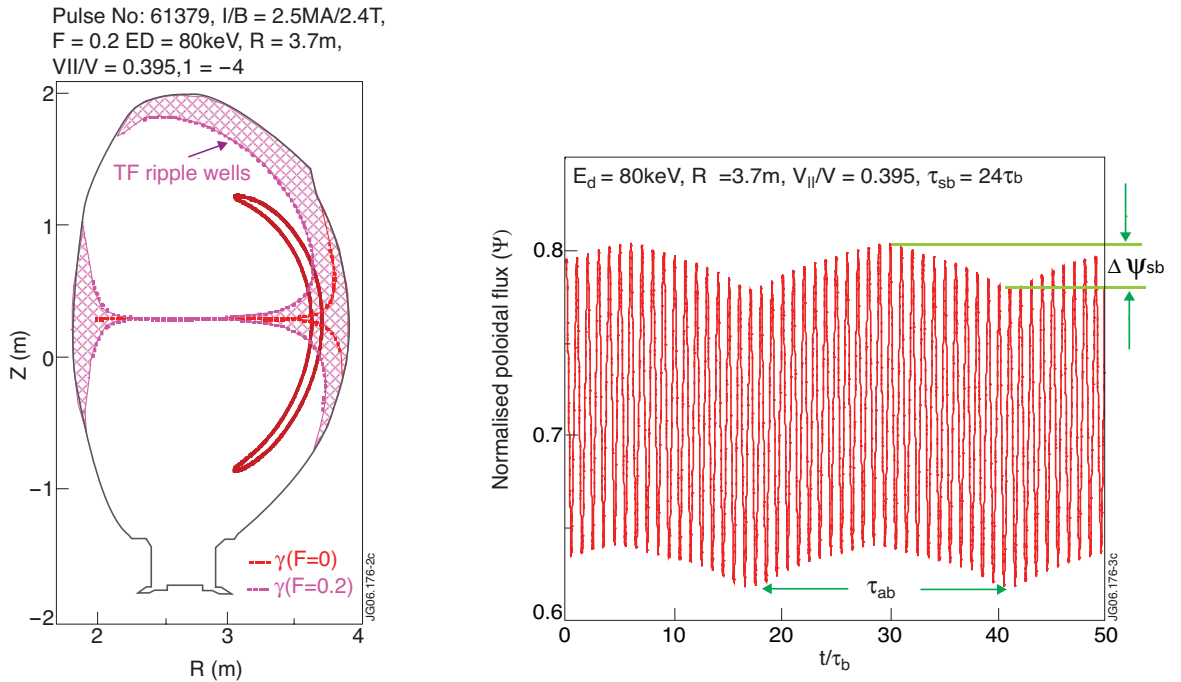 Pulse No: 61379, I/B = 2.5MA/2.4T,
F = 0.2 ED = 80keV, R = 3.7m,
VII/V = 0.395,1 = −4
2
1
0
−1
−2
Z (m)
TF ripple wells
γ(F=0)
γ(F=0.2)
JG06.176-2c
2
3
4
R (m)
E_d = 80keV, R =3.7m, V_||/V = 0.395, τ_sb = 24τ_b
0.8
0.7
0.6
Normalised poloidal flux (Ψ)
Δ Ψsb
τ_ab
JG06.176-3c
0
10
20
30
40
50
t/τ_b